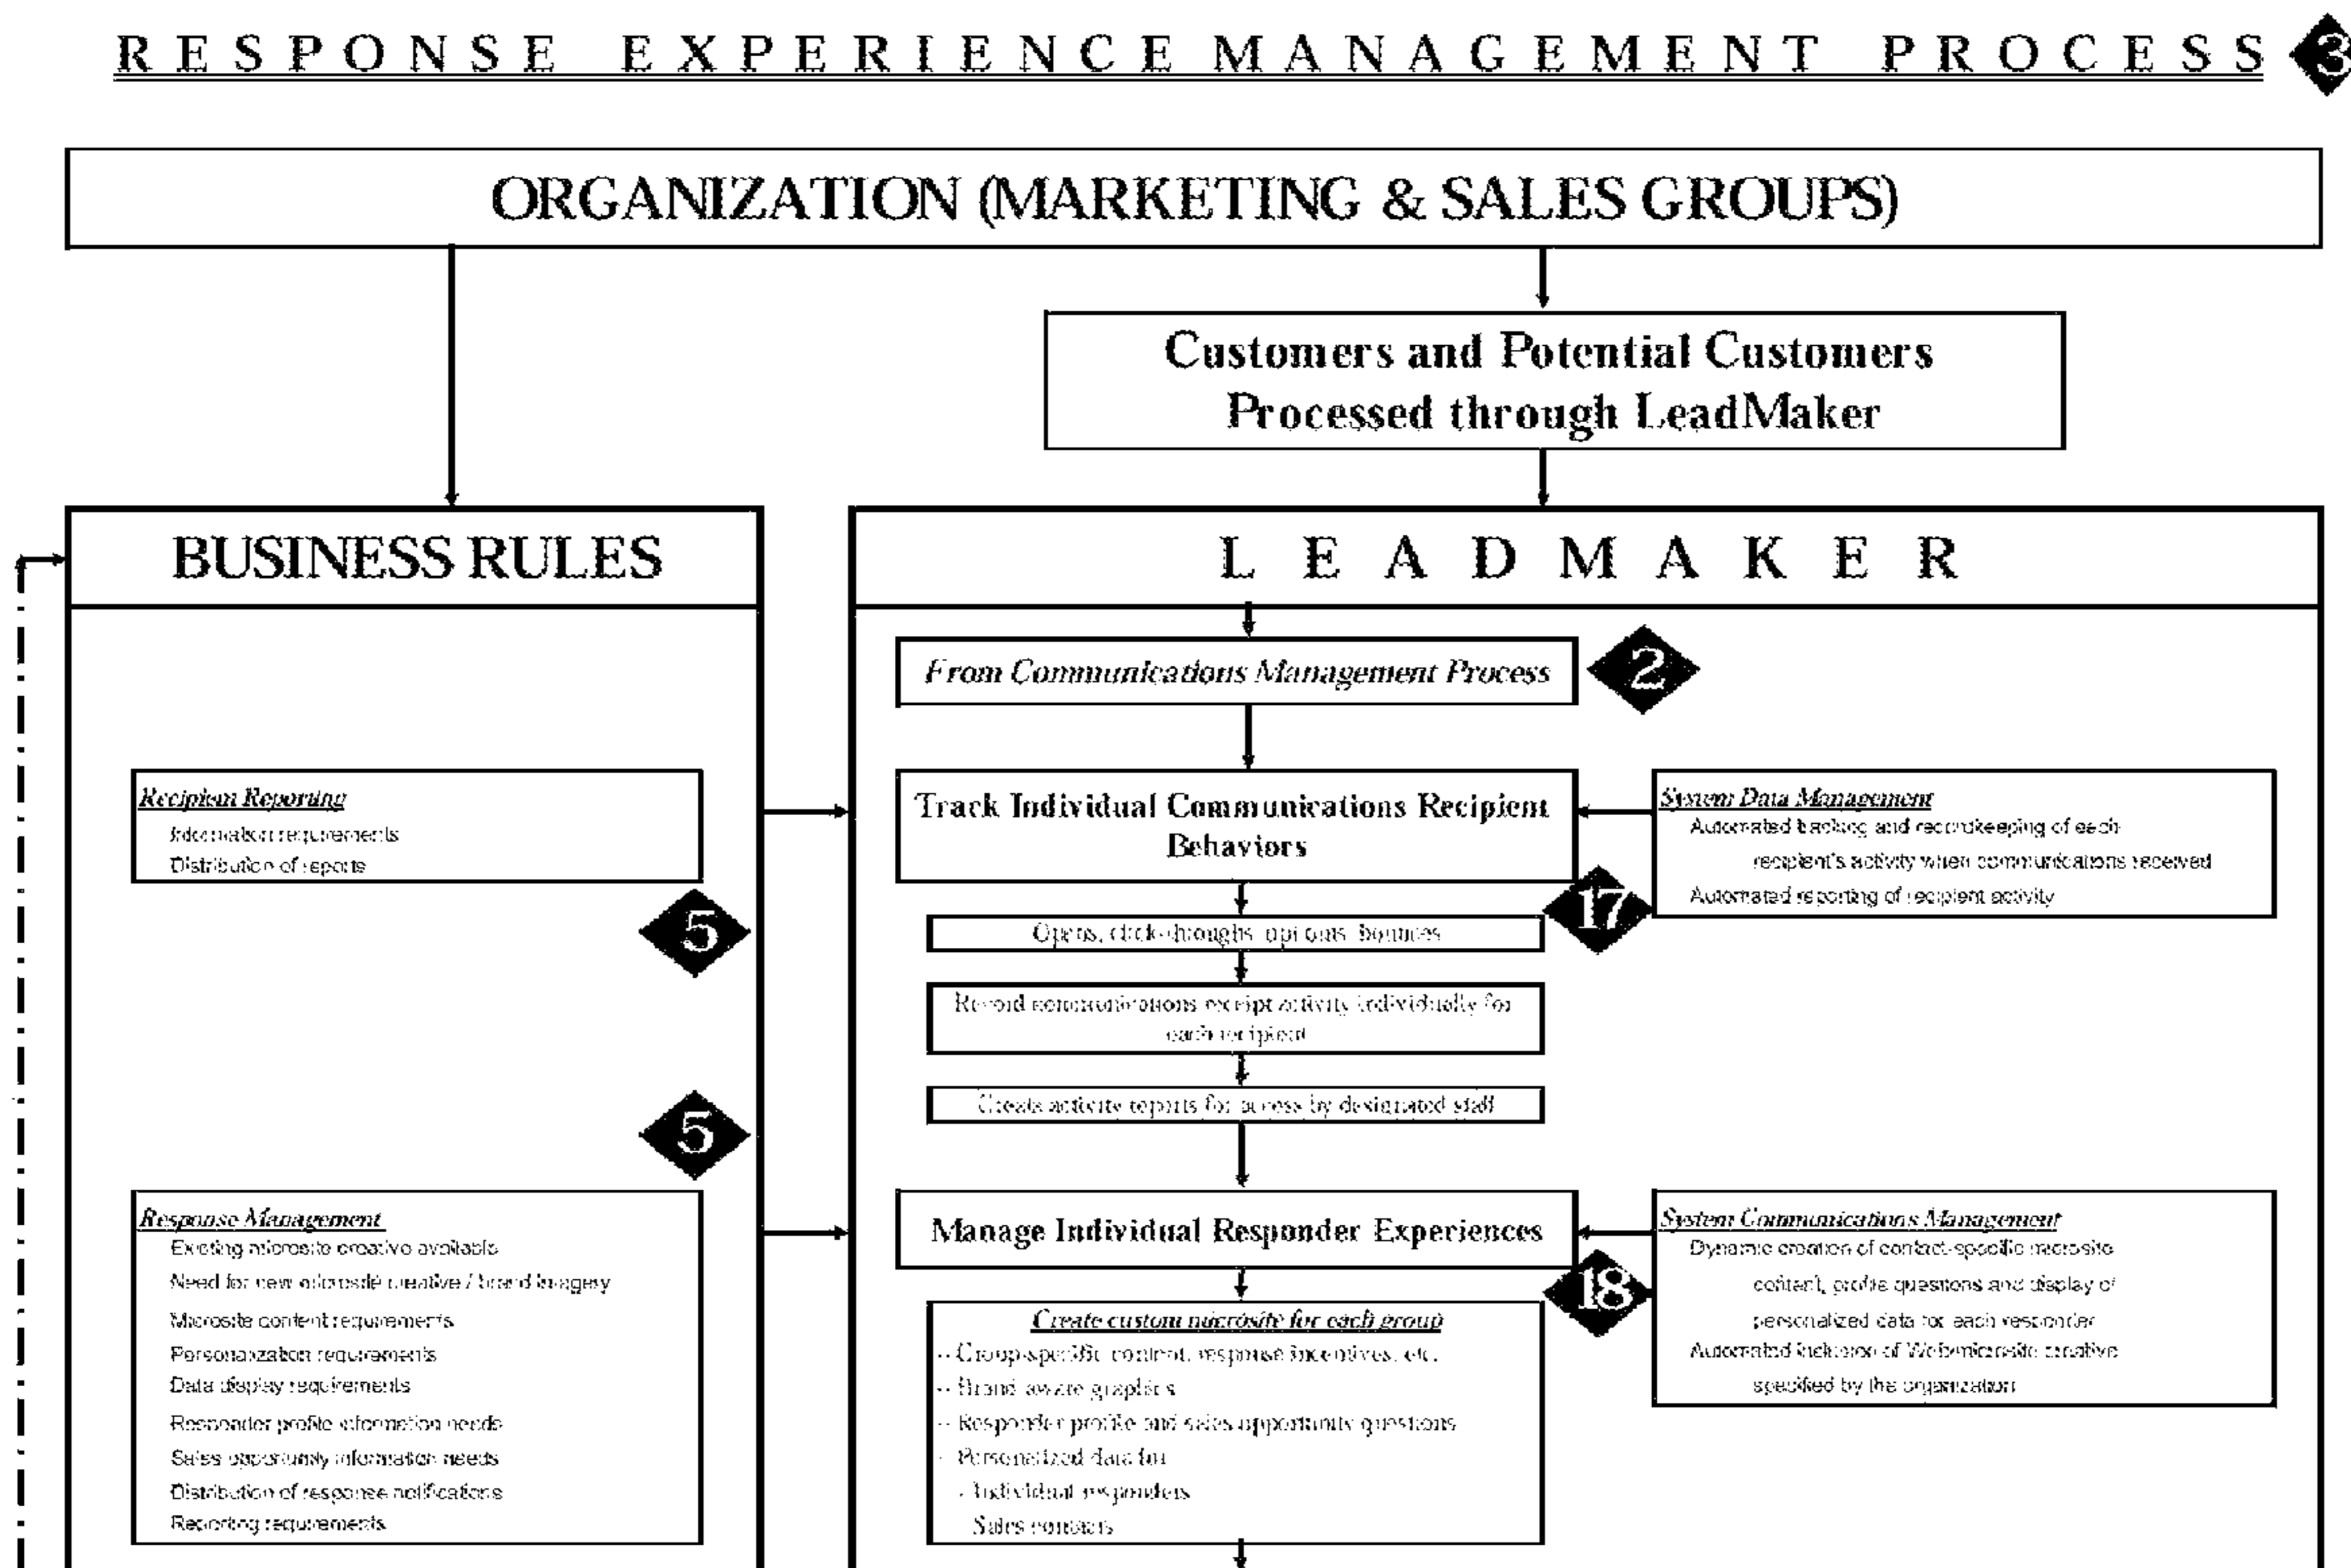 RESPONSE EXPERIENCE MANAGEMENT PROCESS 3
ORGANIZATION (MARKETING & SALES GROUPS)
Customers and Potential Customers
Processed through LeadMaker
BUSINESS RULES
LEADMAKER
From Communications Management Process
2
Recipient Reporting
Information requirements
Distribution of reports
5
Track Individual Communications Recipient
Behaviors
System Data Management
Automated tracking and recordkeeping of each
recipient's activity when communications received
Automated reporting of recipient activity
17
Opens, click-throughs, opt outs, bounces
Record communications receipt activity individually for
each recipient
Create activity reports for access by designated staff
5
Response Management
Existing microsite creative available
Need for new microsite creative / brand imagery
Microsite content requirements
Personalization requirements
Data display requirements
Responder profile information needs
Sales opportunity information needs
Distribution of response notifications
Reporting requirements
Manage Individual Responder Experiences
18
Create custom microsite for each group
-- Group-specific content, response incentives, etc.
-- Brand-aware graphics
-- Responder profile and sales opportunity questions
- Personalized data for
- Individual responders
Sales contacts
System Communications Management
Dynamic creation of contact-specific microsite
content, profile questions and display of
personalized data for each responder
Automated inclusion of Web/microsite creative
specified by the organization